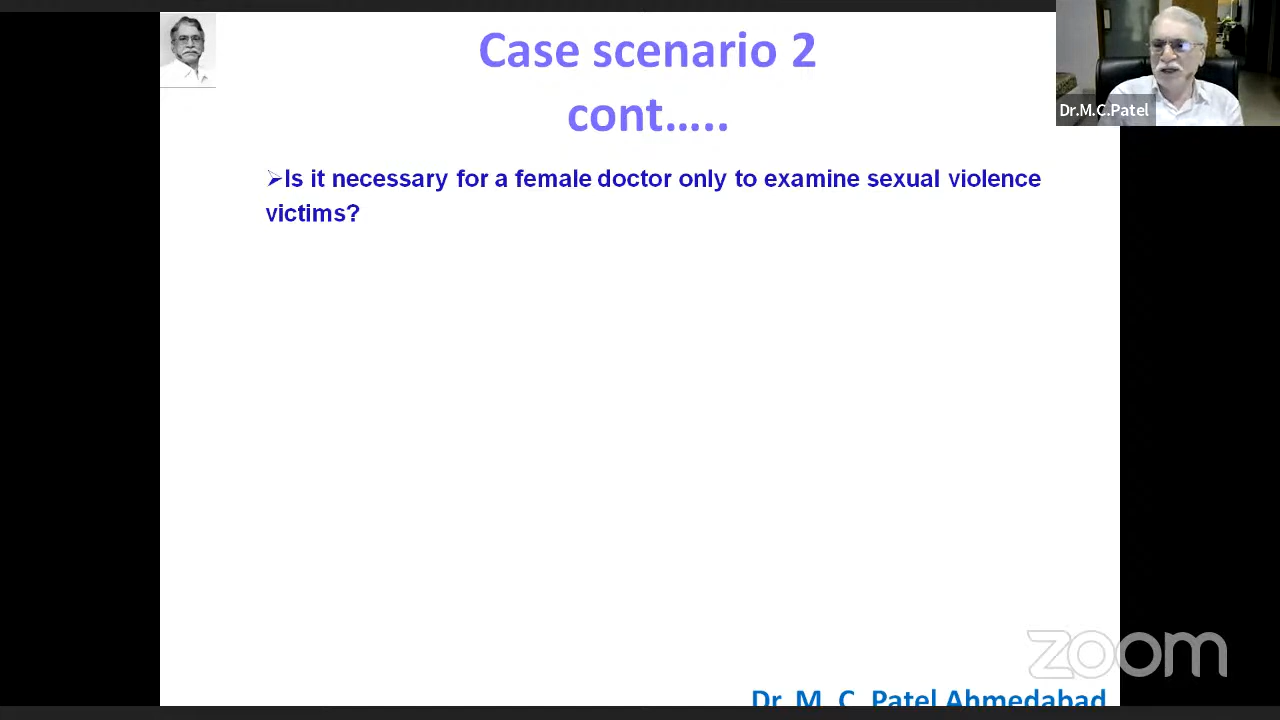 Case scenario 2
cont.....
➢Is it necessary for a female doctor only to examine sexual violence
victims?
Dr.M.C.Patel
zoom
Dr. M. C. Patel Ahmedabad